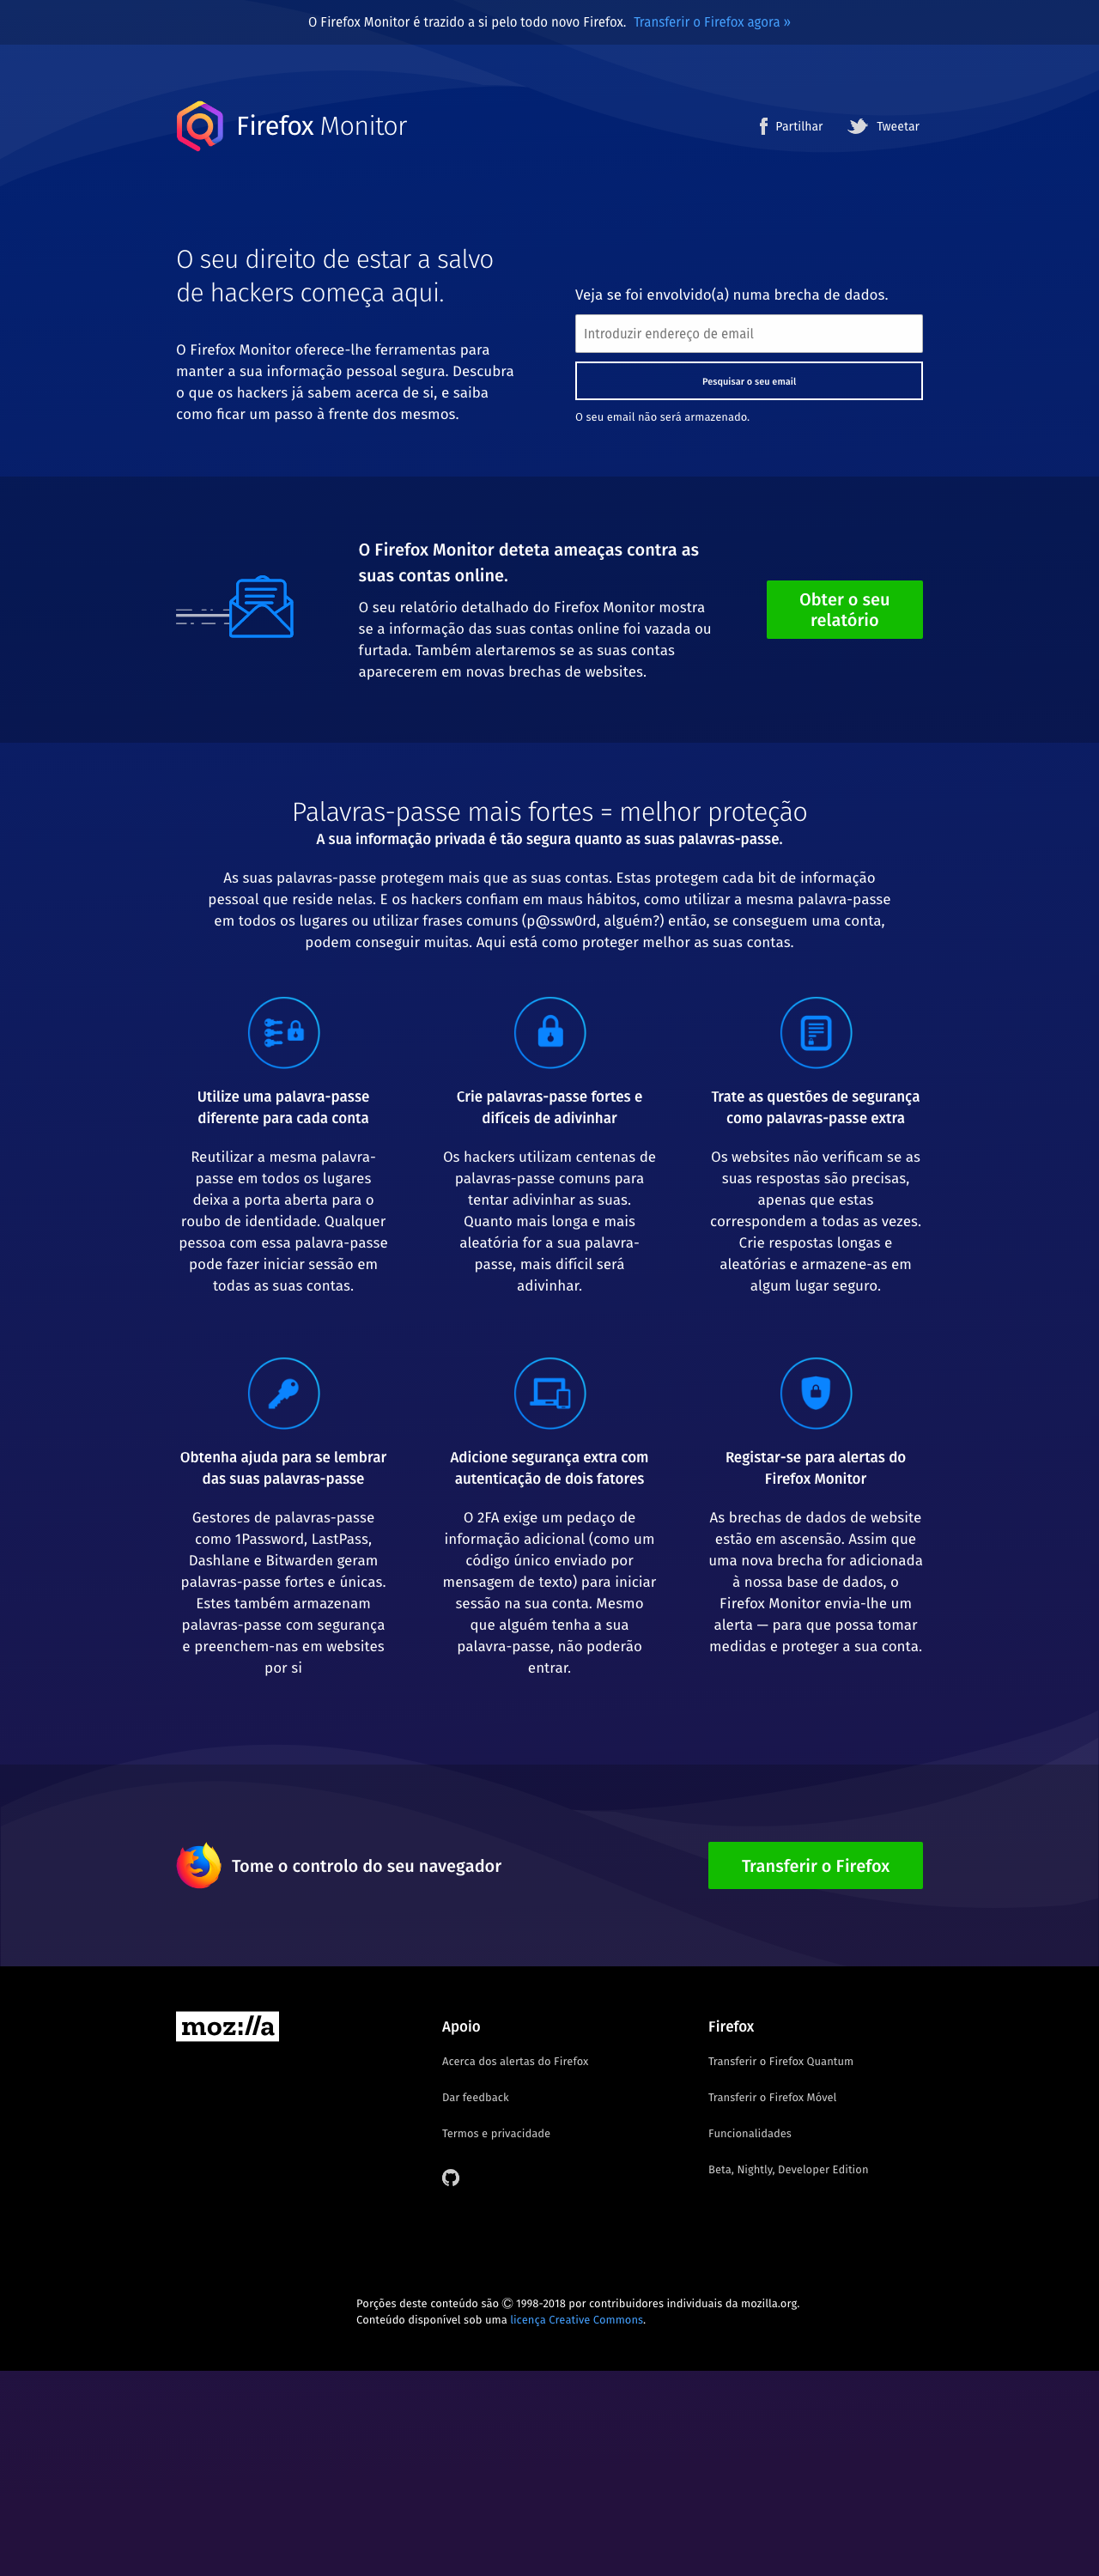 O Firefox Monitor é trazido a si pelo todo novo Firefox. Transferir o Firefox agora »
Firefox Monitor
Partilhar
Tweetar
O seu direito de estar a salvo
de hackers começa aqui.
O Firefox Monitor oferece-lhe ferramentas para
manter a sua informação pessoal segura. Descubra
o que os hackers já sabem acerca de si, e saiba
como ficar um passo à frente dos mesmos.
Veja se foi envolvido(a) numa brecha de dados.
Introduzir endereço de email
Pesquisar o seu email
O seu email não será armazenado.
O Firefox Monitor deteta ameaças contra as
suas contas online.
O seu relatório detalhado do Firefox Monitor mostra
se a informação das suas contas online foi vazada ou
furtada. Também alertaremos se as suas contas
aparecerem em novas brechas de websites.
Obter o seu
relatório
Palavras-passe mais fortes = melhor proteção
A sua informação privada é tão segura quanto as suas palavras-passe.
As suas palavras-passe protegem mais que as suas contas. Estas protegem cada bit de informação
pessoal que reside nelas. E os hackers confiam em maus hábitos, como utilizar a mesma palavra-passe
em todos os lugares ou utilizar frases comuns (p@ssw0rd, alguém?) então, se conseguem uma conta,
podem conseguir muitas. Aqui está como proteger melhor as suas contas.
Utilize uma palavra-passe
diferente para cada conta
Reutilizar a mesma palavra-
passe em todos os lugares
deixa a porta aberta para o
roubo de identidade. Qualquer
pessoa com essa palavra-passe
pode fazer iniciar sessão em
todas as suas contas.
Crie palavras-passe fortes e
difíceis de adivinhar
Os hackers utilizam centenas de
palavras-passe comuns para
tentar adivinhar as suas.
Quanto mais longa e mais
aleatória for a sua palavra-
passe, mais difícil será
adivinhar.
Trate as questões de segurança
como palavras-passe extra
Os websites não verificam se as
suas respostas são precisas,
apenas que estas
correspondem a todas as vezes.
Crie respostas longas e
aleatórias e armazene-as em
algum lugar seguro.
Obtenha ajuda para se lembrar
das suas palavras-passe
Gestores de palavras-passe
como 1Password, LastPass,
Dashlane e Bitwarden geram
palavras-passe fortes e únicas.
Estes também armazenam
palavras-passe com segurança
e preenchem-nas em websites
por si
Adicione segurança extra com
autenticação de dois fatores
O 2FA exige um pedaço de
informação adicional (como um
código único enviado por
mensagem de texto) para iniciar
sessão na sua conta. Mesmo
que alguém tenha a sua
palavra-passe, não poderão
entrar.
Registar-se para alertas do
Firefox Monitor
As brechas de dados de website
estão em ascensão. Assim que
uma nova brecha for adicionada
à nossa base de dados, o
Firefox Monitor envia-lhe um
alerta — para que possa tomar
medidas e proteger a sua conta.
Tome o controlo do seu navegador
Transferir o Firefox
moz://a
Apoio
Acerca dos alertas do Firefox
Dar feedback
Termos e privacidade
Firefox
Transferir o Firefox Quantum
Transferir o Firefox Móvel
Funcionalidades
Beta, Nightly, Developer Edition
Porções deste conteúdo são © 1998-2018 por contribuidores individuais da mozilla.org.
Conteúdo disponível sob uma licença Creative Commons.